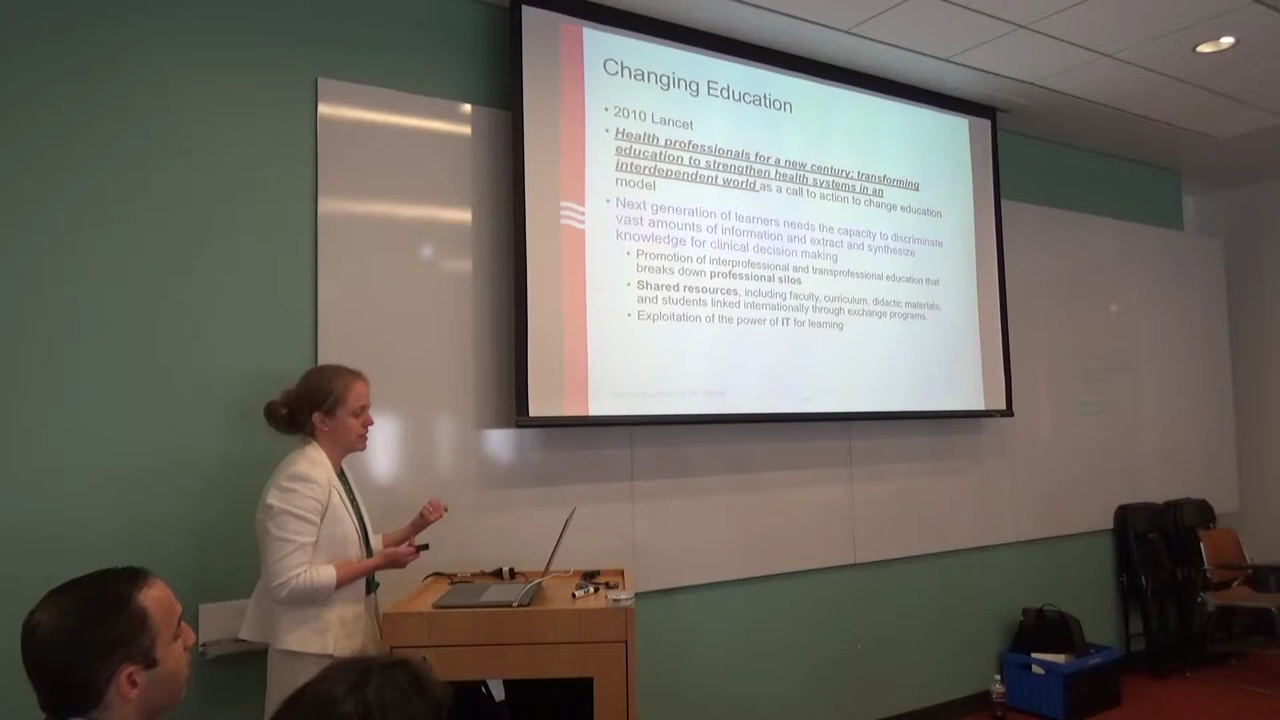 Changing Education
• 2010 Lancet
• Health professionals for a new century: transforming
education to strengthen health systems in an
interdependent world as a call to action to change education
model
• Next generation of learners needs the capacity to discriminate
vast amounts of information and extract and synthesize
knowledge for clinical decision making
• Promotion of interprofessional and transprofessional education that
breaks down professional silos
• Shared resources, including faculty, curriculum, didactic materials,
and students linked internationally through exchange programs.
• Exploitation of the power of IT for learning